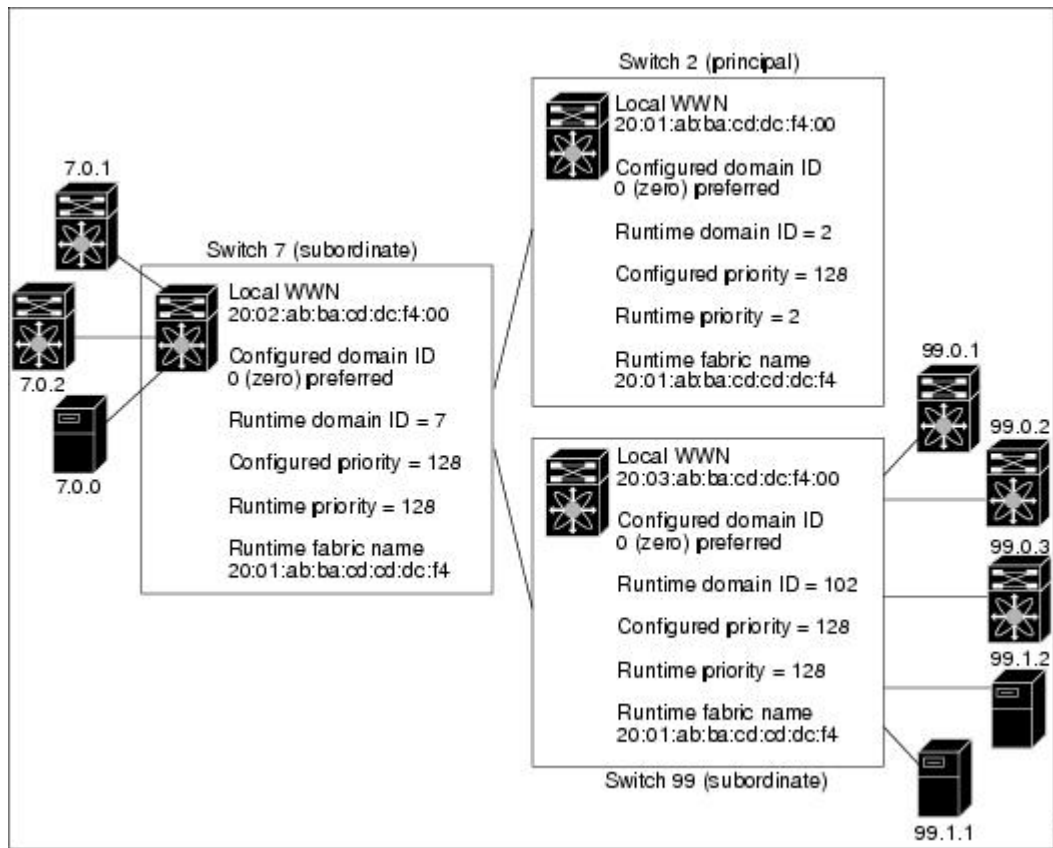 Switch 2 (principal)
Local WWN
20:01:ab:ba:cd:dc:f4:00
Configured domain ID
0 (zero) preferred
Runtime domain ID = 2
Configured priority = 128
Runtime priority = 2
Runtime fabric name
20:01:ab:ba:cd:cd:dc:f4
7.0.1
7.0.2
7.0.0
Switch 7 (subordinate)
Local WWN
20:02:ab:ba:cd:dc:f4:00
Configured domain ID
0 (zero) preferred
Runtime domain ID = 7
Configured priority = 128
Runtime priority = 128
Runtime fabric name
20:01:ab:ba:cd:cd:dc:f4
Local WWN
20:03:ab:ba:cd:dc:f4:00
Configured domain ID
0 (zero) preferred
Runtime domain ID = 102
Configured priority = 128
Runtime priority = 128
Runtime fabric name
20:01:ab:ba:cd:cd:dc:f4
Switch 99 (subordinate)
99.0.1
99.0.2
99.0.3
99.1.2
99.1.1